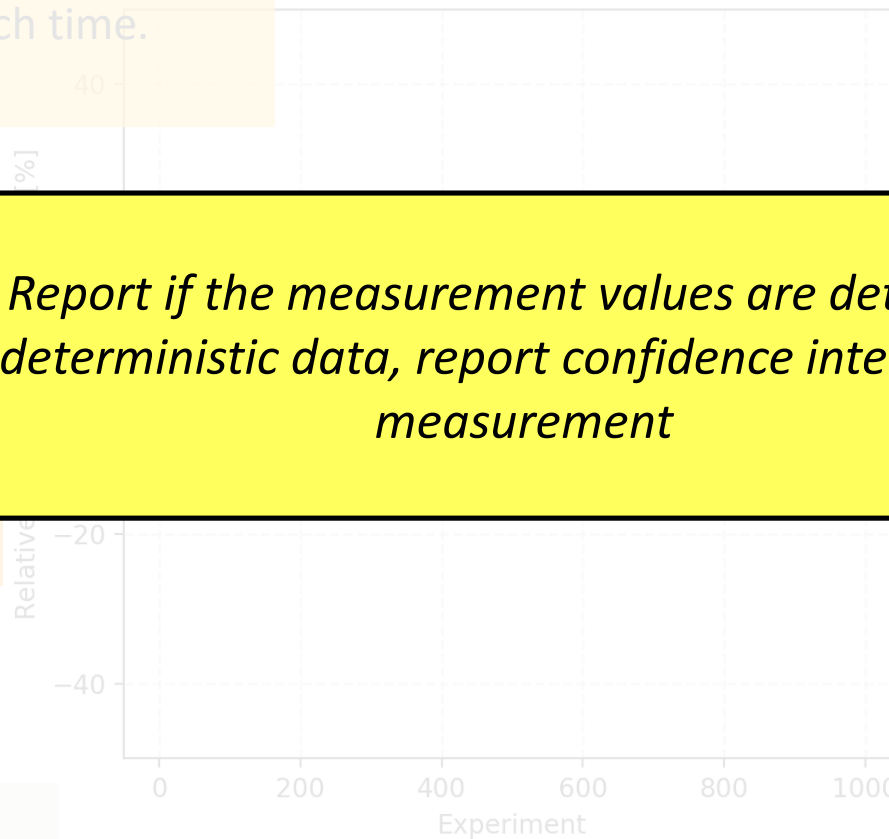 ch time.
40
[%]
Report if the measurement values are det
deterministic data, report confidence inte
measurement
Relative
−20
−40
0 200 400 600 800 1000
Experiment